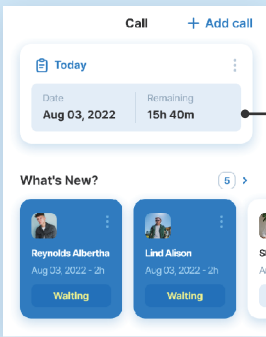 Call + Add call
Today
Date Remaining
Aug 03, 2022 15h 40m
What's New? 5 >
Reynolds Albertha Lind Alison
Aug 03, 2022 - 2h Aug 03, 2022 - 2h
Waiting Waiting